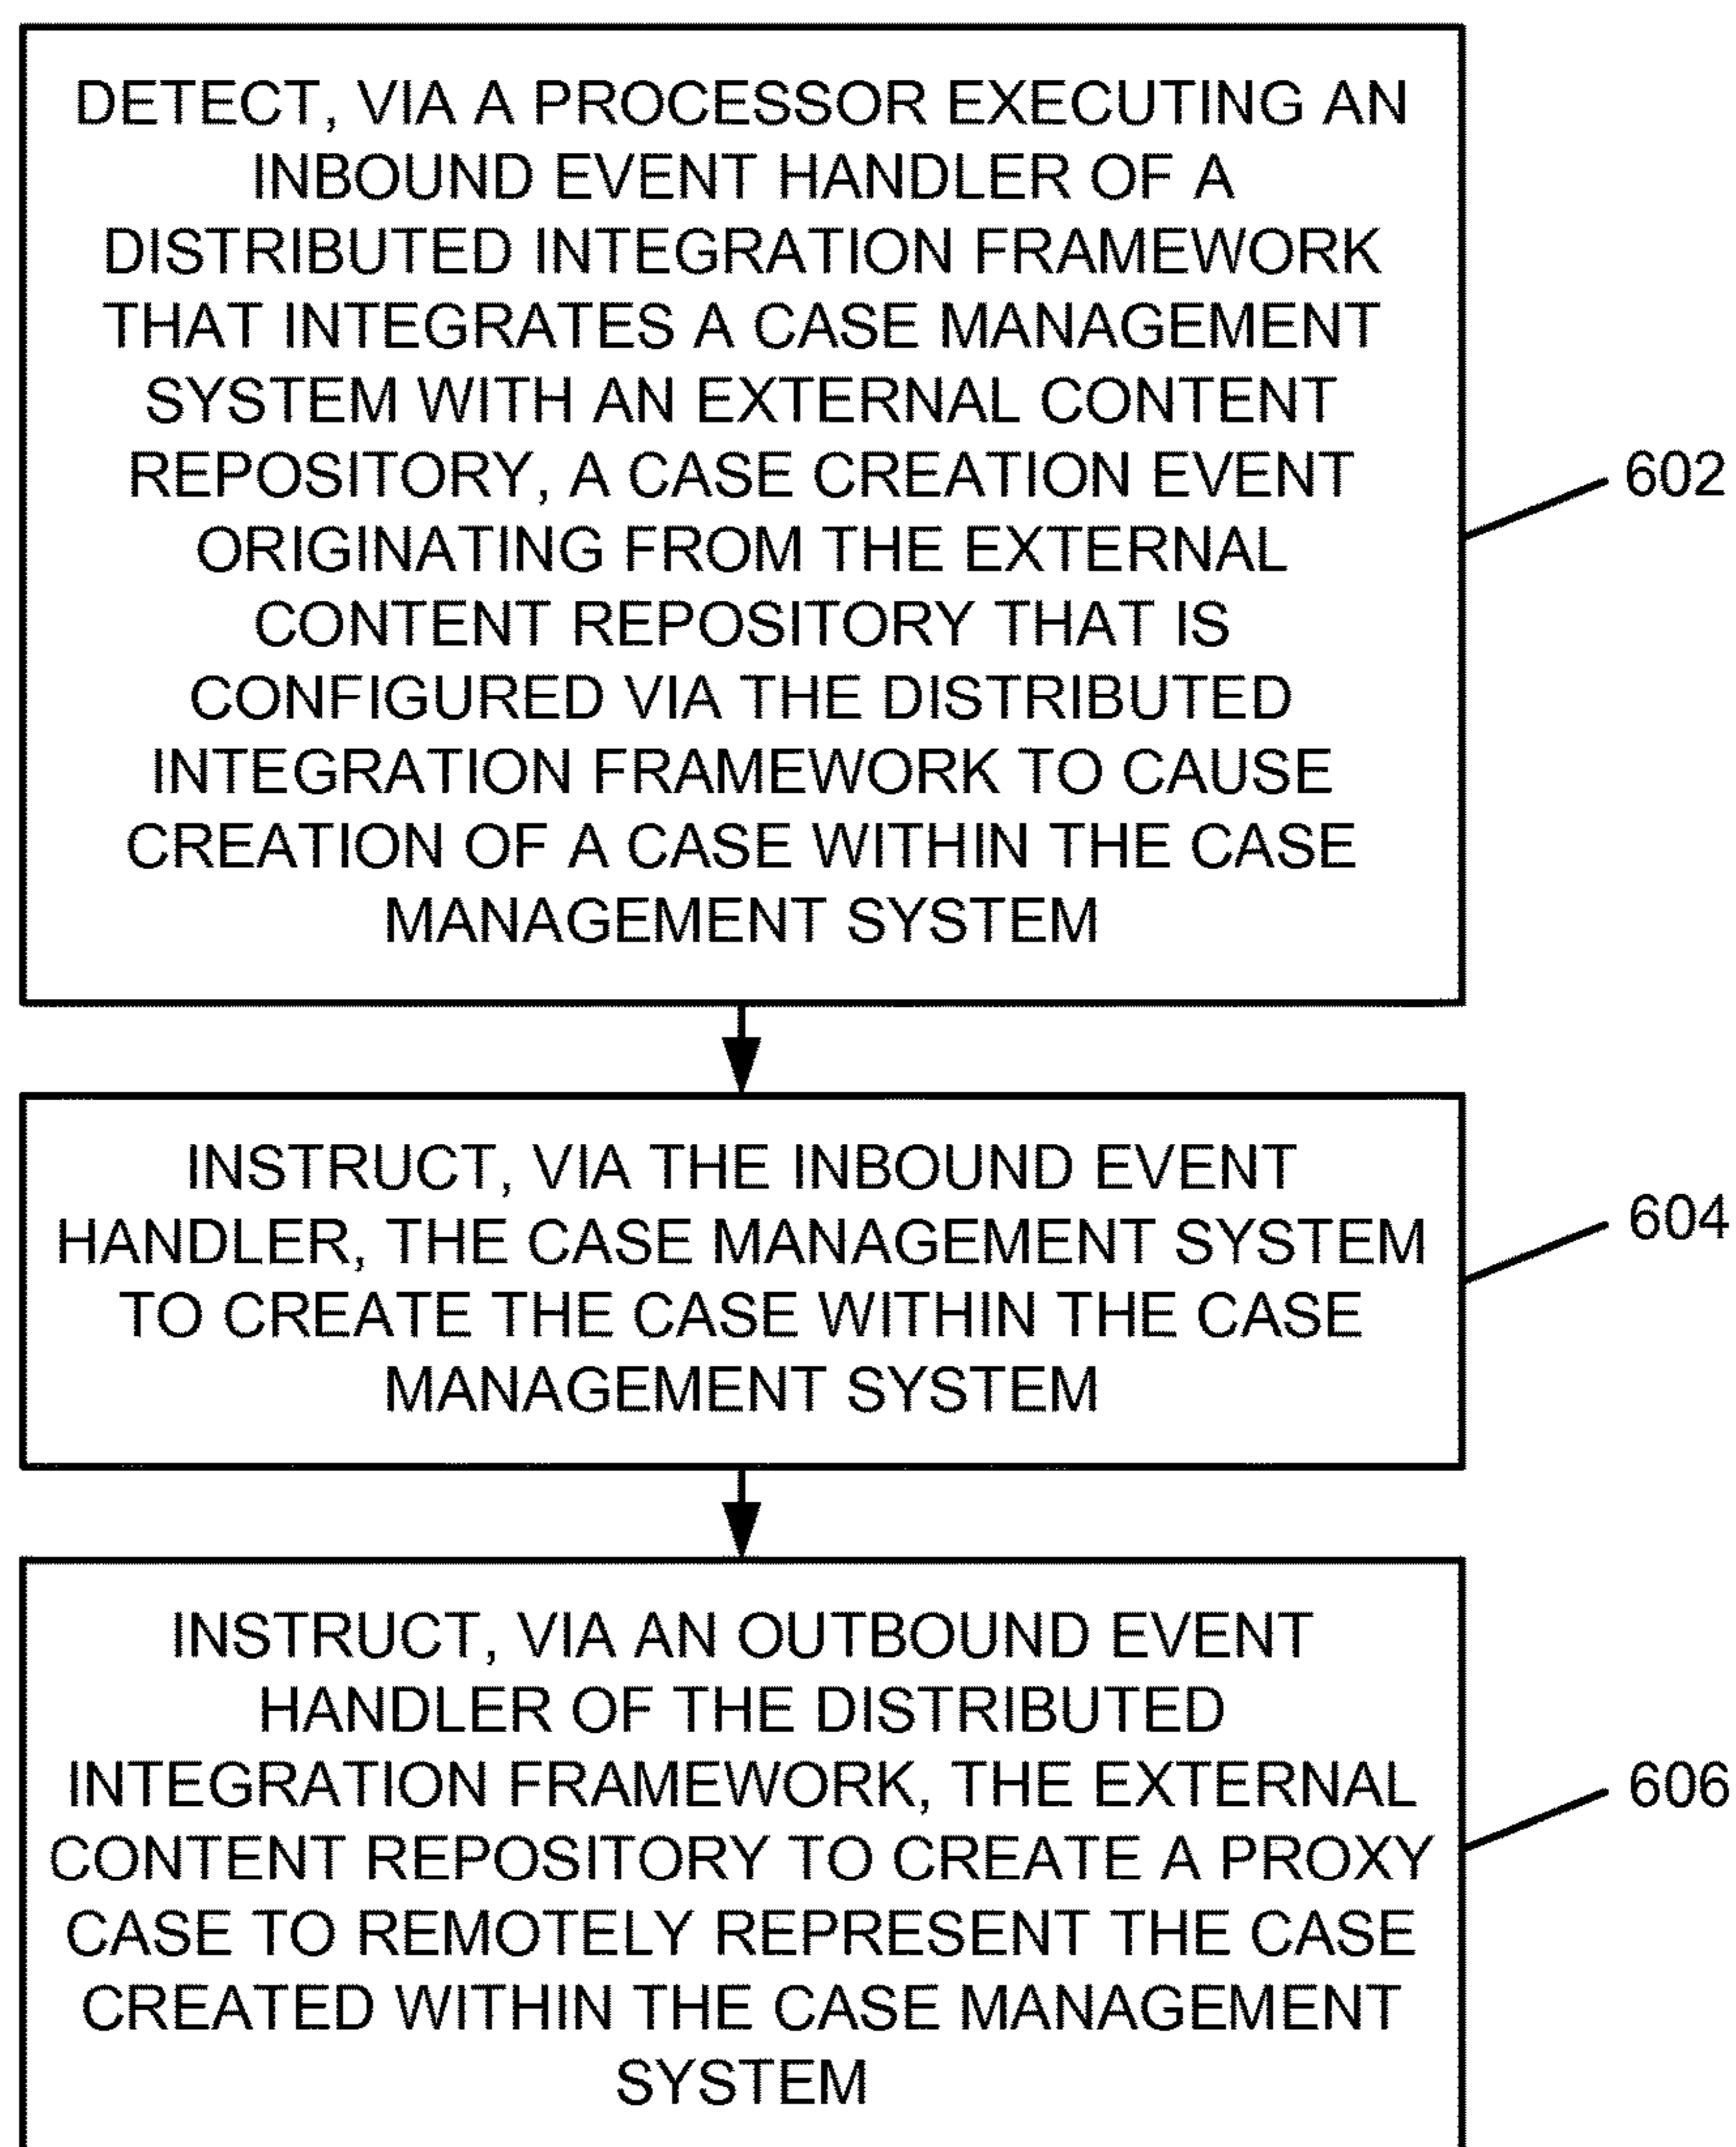 DETECT, VIA A PROCESSOR EXECUTING AN
INBOUND EVENT HANDLER OF A
DISTRIBUTED INTEGRATION FRAMEWORK
THAT INTEGRATES A CASE MANAGEMENT
SYSTEM WITH AN EXTERNAL CONTENT
REPOSITORY, A CASE CREATION EVENT
ORIGINATING FROM THE EXTERNAL
CONTENT REPOSITORY THAT IS
CONFIGURED VIA THE DISTRIBUTED
INTEGRATION FRAMEWORK TO CAUSE
CREATION OF A CASE WITHIN THE CASE
MANAGEMENT SYSTEM
602
INSTRUCT, VIA THE INBOUND EVENT
HANDLER, THE CASE MANAGEMENT SYSTEM
TO CREATE THE CASE WITHIN THE CASE
MANAGEMENT SYSTEM
604
INSTRUCT, VIA AN OUTBOUND EVENT
HANDLER OF THE DISTRIBUTED
INTEGRATION FRAMEWORK, THE EXTERNAL
CONTENT REPOSITORY TO CREATE A PROXY
CASE TO REMOTELY REPRESENT THE CASE
CREATED WITHIN THE CASE MANAGEMENT
SYSTEM
606